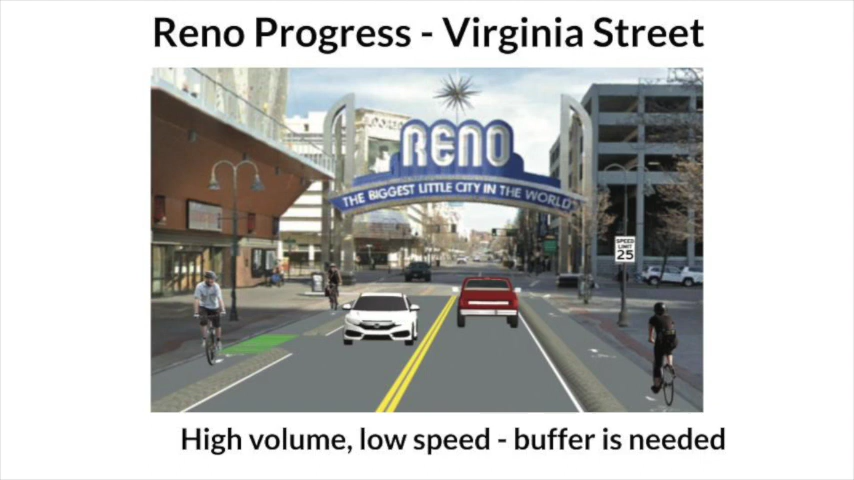 Reno Progress - Virginia Street
RENO
THE BIGGEST LITTLE CITY IN THE WORLD
SPEED
LIMIT
25
High volume, low speed - buffer is needed